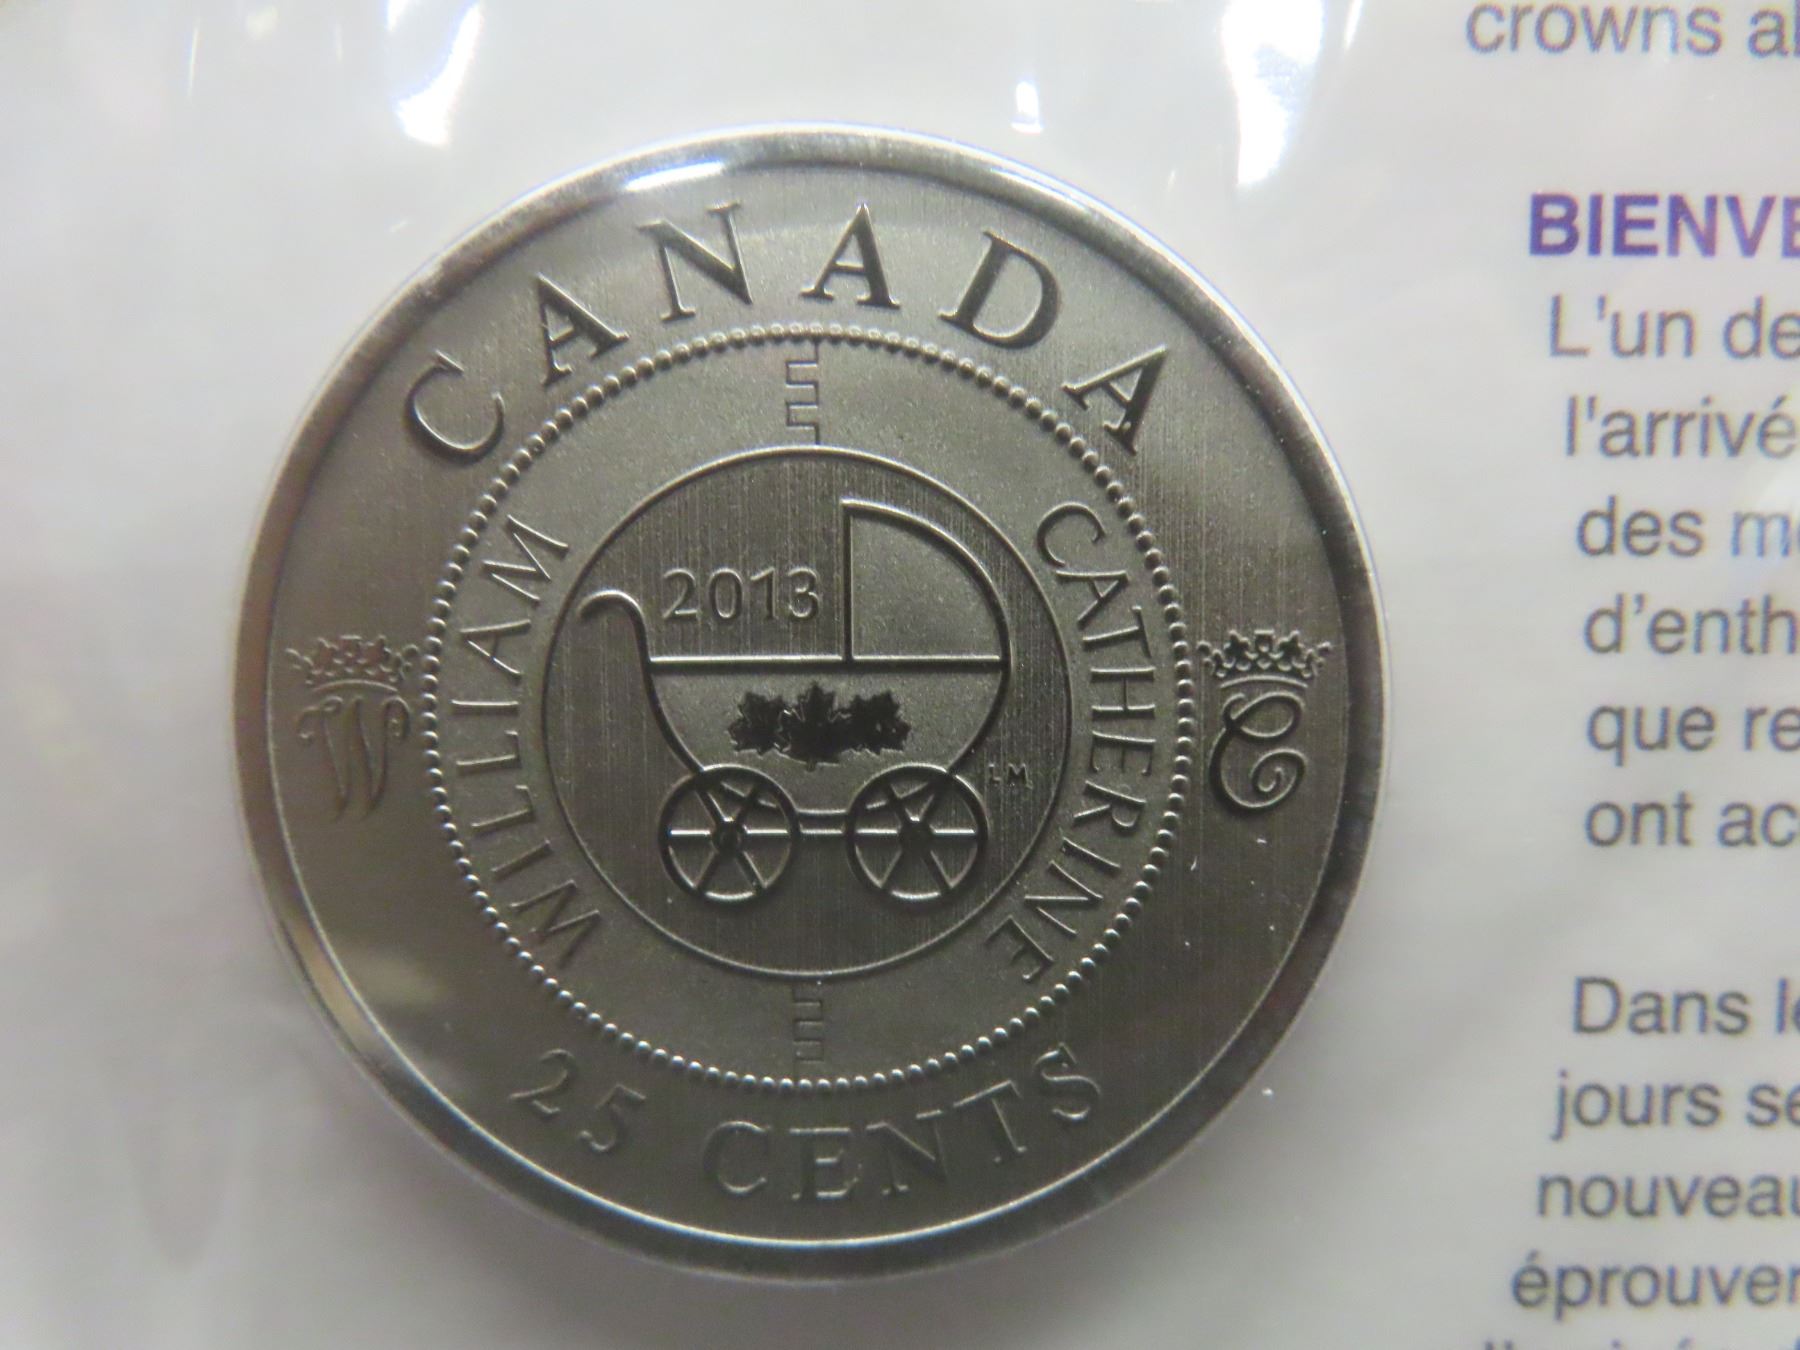 CANADA
WILLIAM
CATHERINE
2013
W
C
LM
25 CENTS
crowns al
BIENVE
L'un de
l'arrivé
des m
d'enth
que re
ont ac
Dans l
jours se
nouveau
éprouver